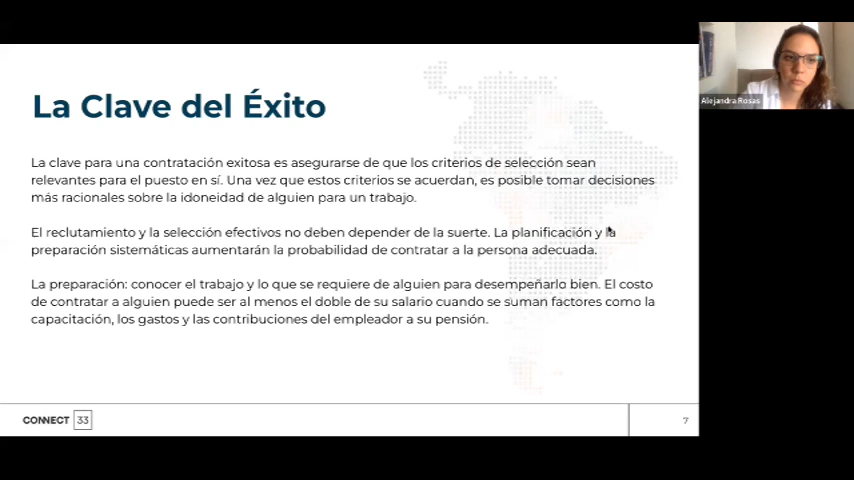 La Clave del Éxito
La clave para una contratación exitosa es asegurarse de que los criterios de selección sean
relevantes para el puesto en sí. Una vez que estos criterios se acuerdan, es posible tomar decisiones
más racionales sobre la idoneidad de alguien para un trabajo.
El reclutamiento y la selección efectivos no deben depender de la suerte. La planificación y la
preparación sistemáticas aumentarán la probabilidad de contratar a la persona adecuada.
La preparación: conocer el trabajo y lo que se requiere de alguien para desempeñarlo bien. El costo
de contratar a alguien puede ser al menos el doble de su salario cuando se suman factores como la
capacitación, los gastos y las contribuciones del empleador a su pensión.
CONNECT 33
7
Alejandra Rosas